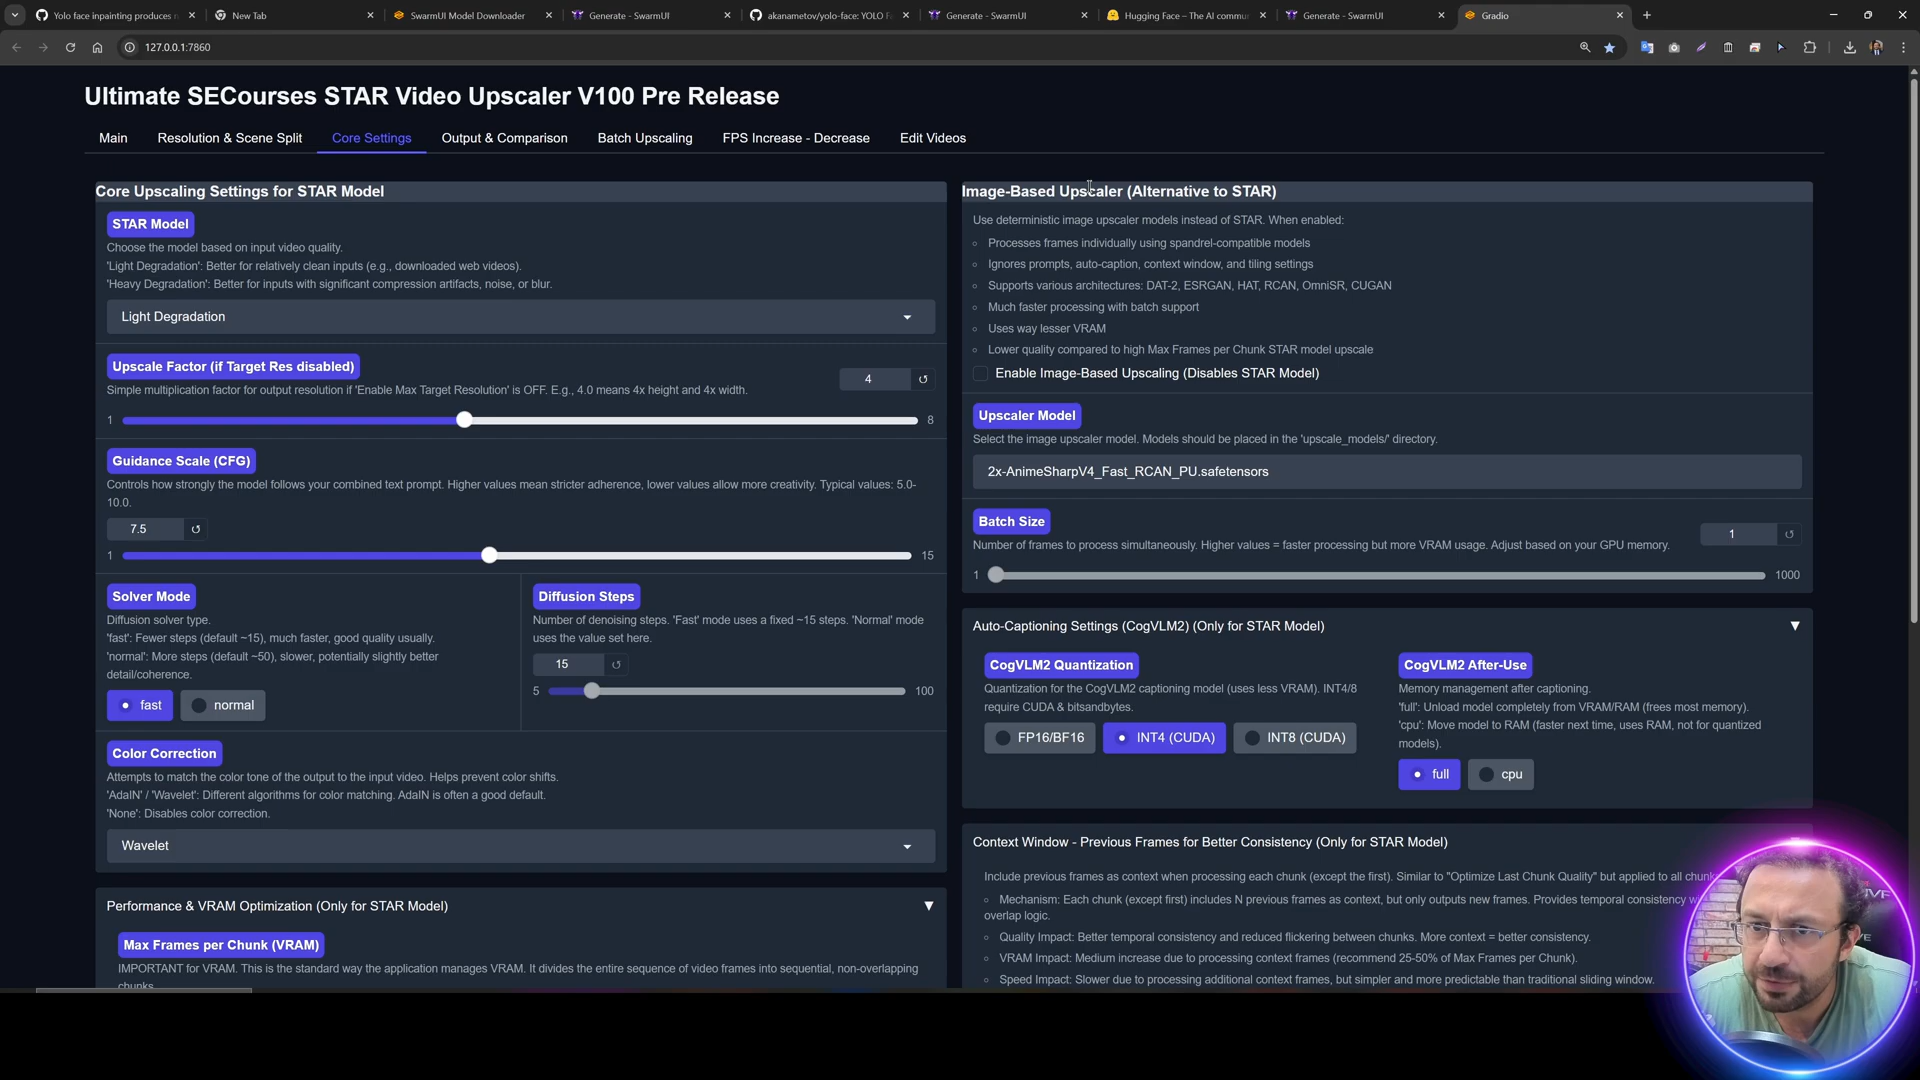 Yolo face inpainting produces r
New Tab
SwarmUI Model Downloader
Generate - SwarmUI
akanametov/yolo-face: YOLO F
Generate - SwarmUI
Hugging Face – The AI commu
Generate - SwarmUI
Gradio
127.0.0.1:7860
Ultimate SECourses STAR Video Upscaler V100 Pre Release
Main
Resolution & Scene Split
Core Settings
Output & Comparison
Batch Upscaling
FPS Increase - Decrease
Edit Videos
Core Upscaling Settings for STAR Model
STAR Model
Choose the model based on input video quality.
'Light Degradation': Better for relatively clean inputs (e.g., downloaded web videos).
'Heavy Degradation': Better for inputs with significant compression artifacts, noise, or blur.
Light Degradation
Upscale Factor (if Target Res disabled)
Simple multiplication factor for output resolution if 'Enable Max Target Resolution' is OFF. E.g., 4.0 means 4x height and 4x width.
4
1
8
Guidance Scale (CFG)
Controls how strongly the model follows your combined text prompt. Higher values mean stricter adherence, lower values allow more creativity. Typical values: 5.0-
10.0.
7.5
1
15
Solver Mode
Diffusion solver type.
'fast': Fewer steps (default ~15), much faster, good quality usually.
'normal': More steps (default ~50), slower, potentially slightly better
detail/coherence.
fast
normal
Diffusion Steps
Number of denoising steps. 'Fast' mode uses a fixed ~15 steps. 'Normal' mode
uses the value set here.
15
5
100
Color Correction
Attempts to match the color tone of the output to the input video. Helps prevent color shifts.
'AdaIN' / 'Wavelet': Different algorithms for color matching. AdaIN is often a good default.
'None': Disables color correction.
Wavelet
Performance & VRAM Optimization (Only for STAR Model)
Max Frames per Chunk (VRAM)
IMPORTANT for VRAM. This is the standard way the application manages VRAM. It divides the entire sequence of video frames into sequential, non-overlapping
chunks.
Image-Based Upscaler (Alternative to STAR)
Use deterministic image upscaler models instead of STAR. When enabled:
Processes frames individually using spandrel-compatible models
Ignores prompts, auto-caption, context window, and tiling settings
Supports various architectures: DAT-2, ESRGAN, HAT, RCAN, OmniSR, CUGAN
Much faster processing with batch support
Uses way lesser VRAM
Lower quality compared to high Max Frames per Chunk STAR model upscale
Enable Image-Based Upscaling (Disables STAR Model)
Upscaler Model
Select the image upscaler model. Models should be placed in the 'upscale_models/' directory.
2x-AnimeSharpV4_Fast_RCAN_PU.safetensors
Batch Size
Number of frames to process simultaneously. Higher values = faster processing but more VRAM usage. Adjust based on your GPU memory.
1
1
1000
Auto-Captioning Settings (CogVLM2) (Only for STAR Model)
CogVLM2 Quantization
Quantization for the CogVLM2 captioning model (uses less VRAM). INT4/8
require CUDA & bitsandbytes.
FP16/BF16
INT4 (CUDA)
INT8 (CUDA)
CogVLM2 After-Use
Memory management after captioning.
'full': Unload model completely from VRAM/RAM (frees most memory).
'cpu': Move model to RAM (faster next time, uses RAM, not for quantized
models).
full
cpu
Context Window - Previous Frames for Better Consistency (Only for STAR Model)
Include previous frames as context when processing each chunk (except the first). Similar to "Optimize Last Chunk Quality" but applied to all chunk
Mechanism: Each chunk (except first) includes N previous frames as context, but only outputs new frames. Provides temporal consistency wi
overlap logic.
Quality Impact: Better temporal consistency and reduced flickering between chunks. More context = better consistency.
VRAM Impact: Medium increase due to processing context frames (recommend 25-50% of Max Frames per Chunk).
Speed Impact: Slower due to processing additional context frames, but simpler and more predictable than traditional sliding window.